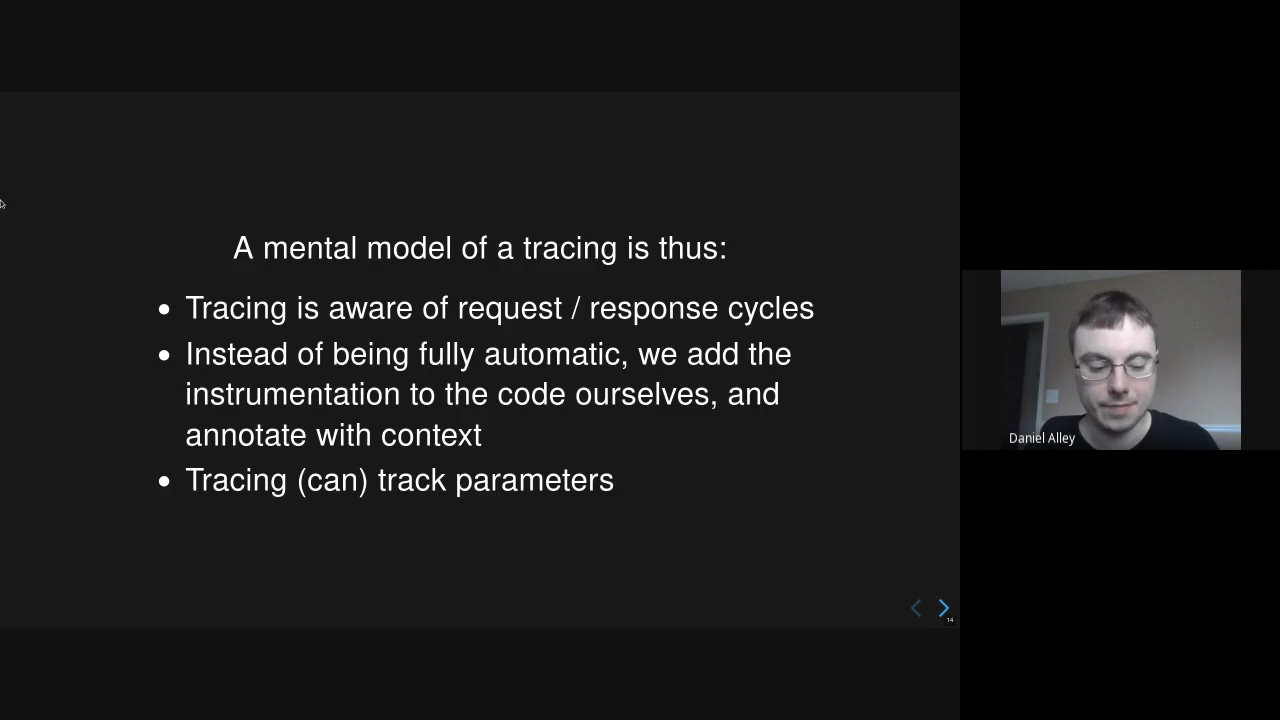 A mental model of a tracing is thus:
Tracing is aware of request / response cycles
Instead of being fully automatic, we add the
instrumentation to the code ourselves, and
annotate with context
Tracing (can) track parameters
Daniel Alley
14